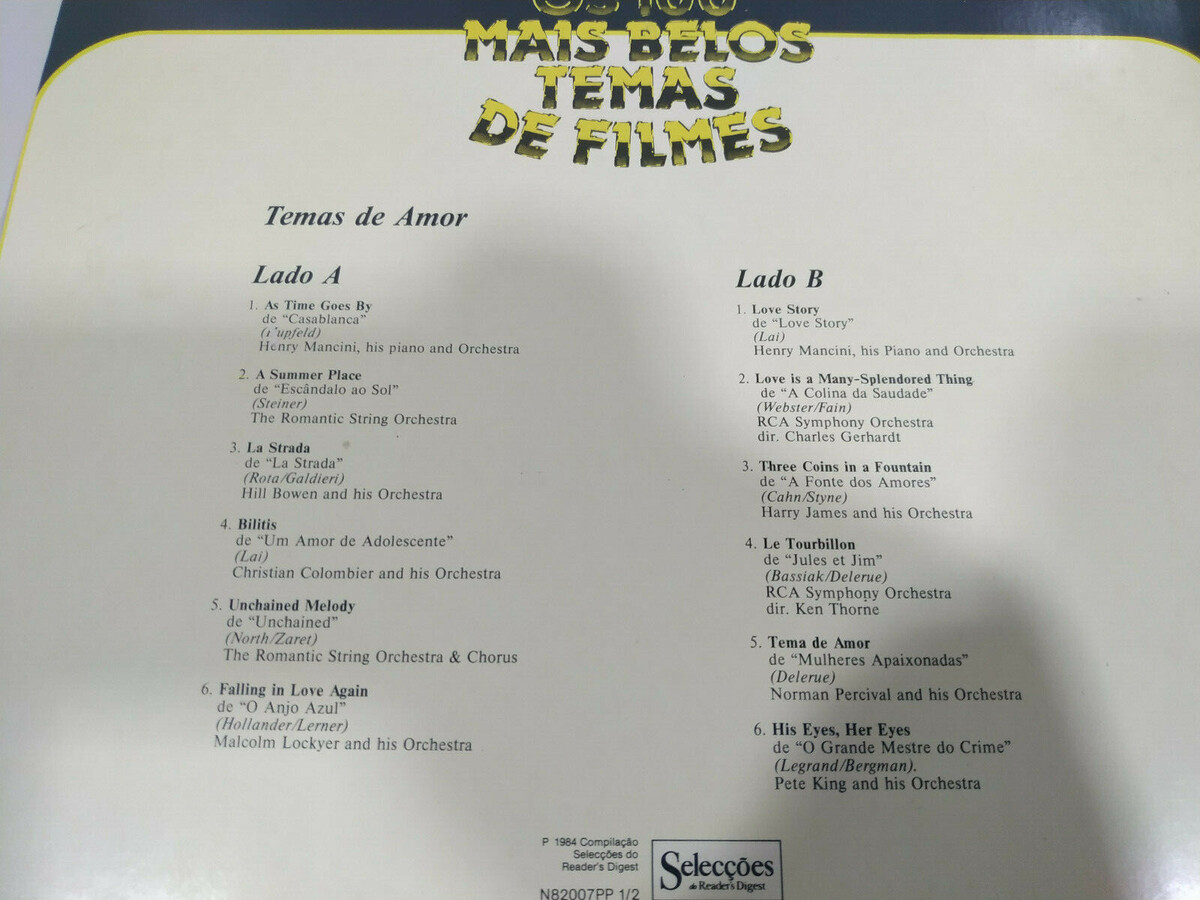 OS 100
MAIS BELOS
TEMAS
DE FILMES
Temas de Amor
Lado A
1. As Time Goes By
de "Casablanca"
Henry Mancini, his piano and Orchestra
2. A Summer Place
de "Escândalo ao Sol"
(Steiner)
The Romantic String Orchestra
3. La Strada
de "La Strada"
(Rota/Galdieri)
Hill Bowen and his Orchestra
4. Bilitis
de "Um Amor de Adolescente"
(Lai)
Christian Colombier and his Orchestra
5. Unchained Melody
de "Unchained"
(North/Zaret)
The Romantic String Orchestra & Chorus
6. Falling in Love Again
de "O Anjo Azul"
(Hollander/Lerner)
Malcolm Lockyer and his Orchestra
Lado B
1. Love Story
de "Love Story"
(Lai)
Henry Mancini, his Piano and Orchestra
2. Love is a Many-Splendored Thing
de "A Colina da Saudade"
(Webster/Fain)
RCA Symphony Orchestra
dir. Charles Gerhardt
3. Three Coins in a Fountain
de "A Fonte dos Amores"
(Cahn/Styne)
Harry James and his Orchestra
4. Le Tourbillon
de "Jules et Jim"
(Bassiak/Delerue)
RCA Symphony Orchestra
dir. Ken Thorne
5. Tema de Amor
de "Mulheres Apaixonadas"
(Delerue)
Norman Percival and his Orchestra
6. His Eyes, Her Eyes
de "O Grande Mestre do Crime"
(Legrand/Bergman).
Pete King and his Orchestra
P 1984 Compilação
Selecções do
Reader's Digest
N82007PP 1/2
Selecções
do Reader's Digest